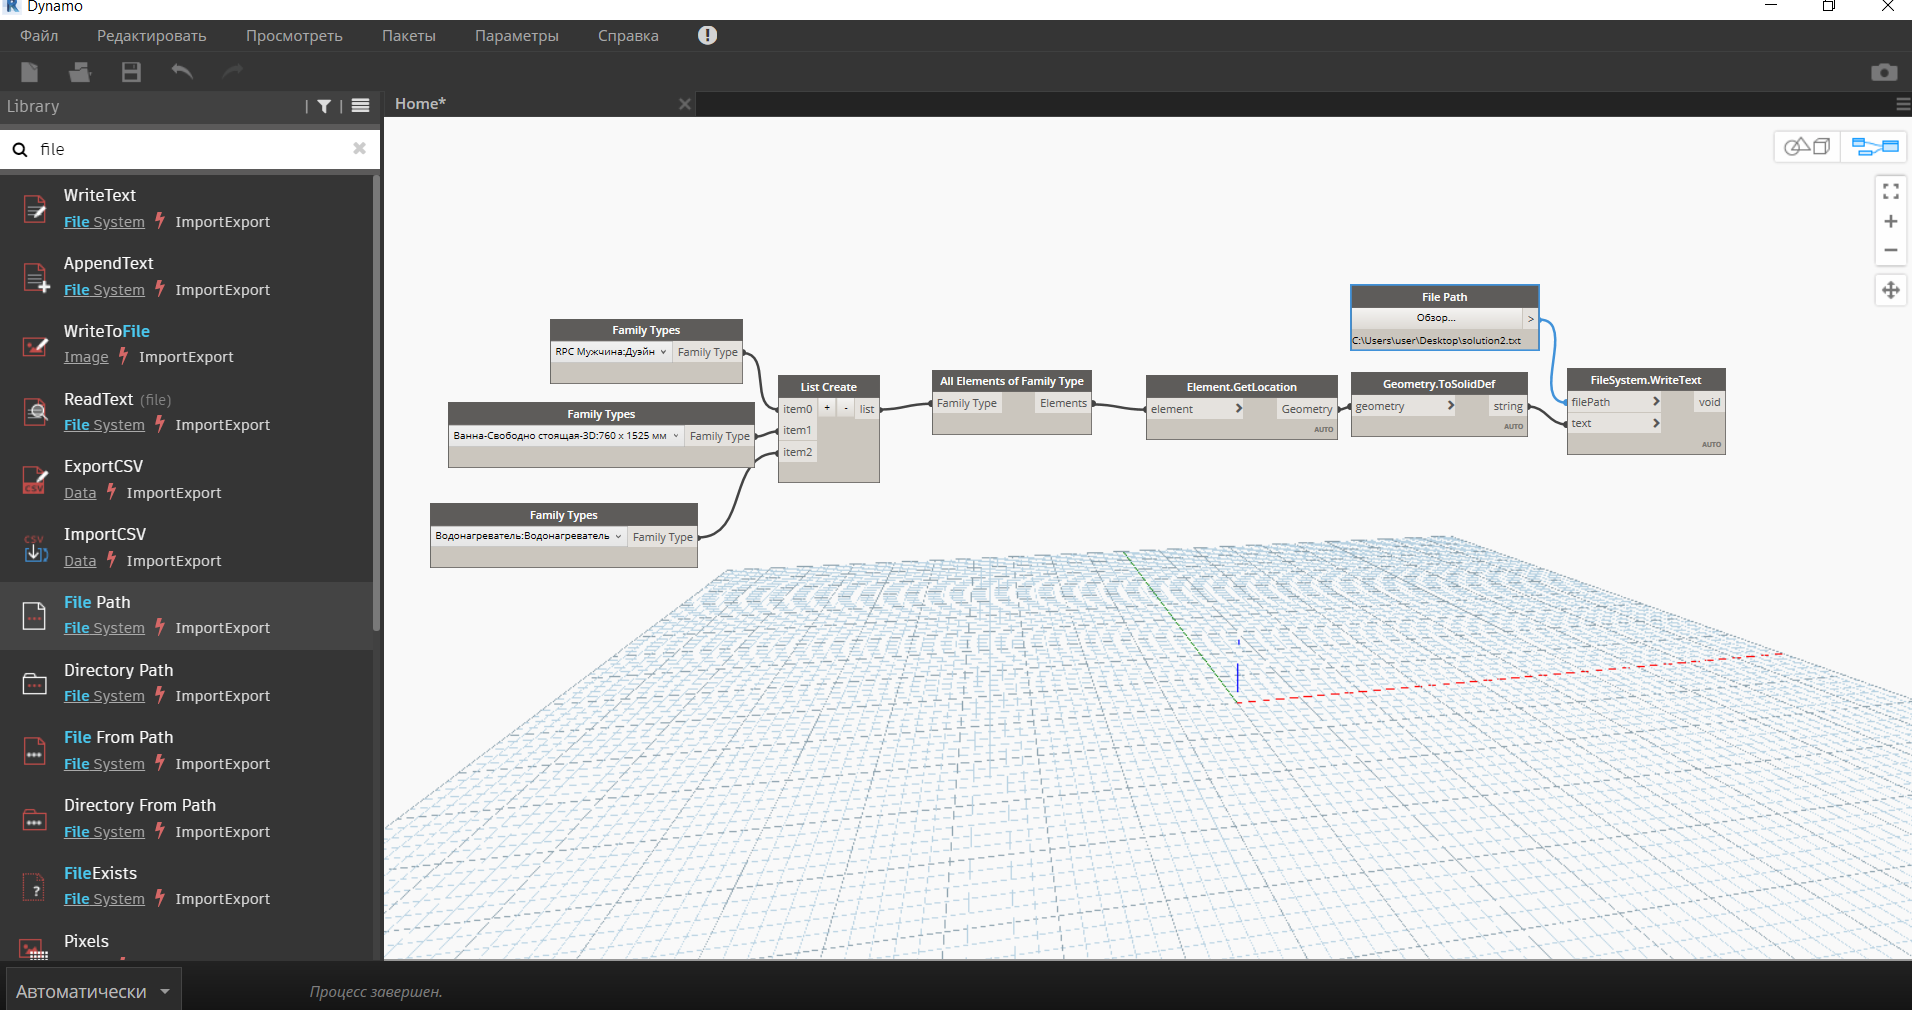 Dynamo
Файл Редактировать Просмотреть Пакеты Параметры Справка
Library
Home*
file
WriteText
File System ImportExport
AppendText
File System ImportExport
WriteToFile
Image ImportExport
ReadText (file)
File System ImportExport
ExportCSV
Data ImportExport
ImportCSV
Data ImportExport
File Path
File System ImportExport
Directory Path
File System ImportExport
File From Path
File System ImportExport
Directory From Path
File System ImportExport
FileExists
File System ImportExport
Pixels
Family Types
RPC Мужчина:Дуэйн Family Type
Family Types
Ванна-Свободно стоящая-3D:760 x 1525 мм Family Type
Family Types
Водонагреватель:Водонагреватель Family Type
List Create
item0 + - list
item1
item2
All Elements of Family Type
Family Type Elements
Element.GetLocation
element > Geometry
AUTO
File Path
Обзор... >
C:\Users\user\Desktop\solution2.txt
Geometry.ToSolidDef
geometry > string
AUTO
FileSystem.WriteText
filePath > void
text >
AUTO
Автоматически
Процесс завершен.